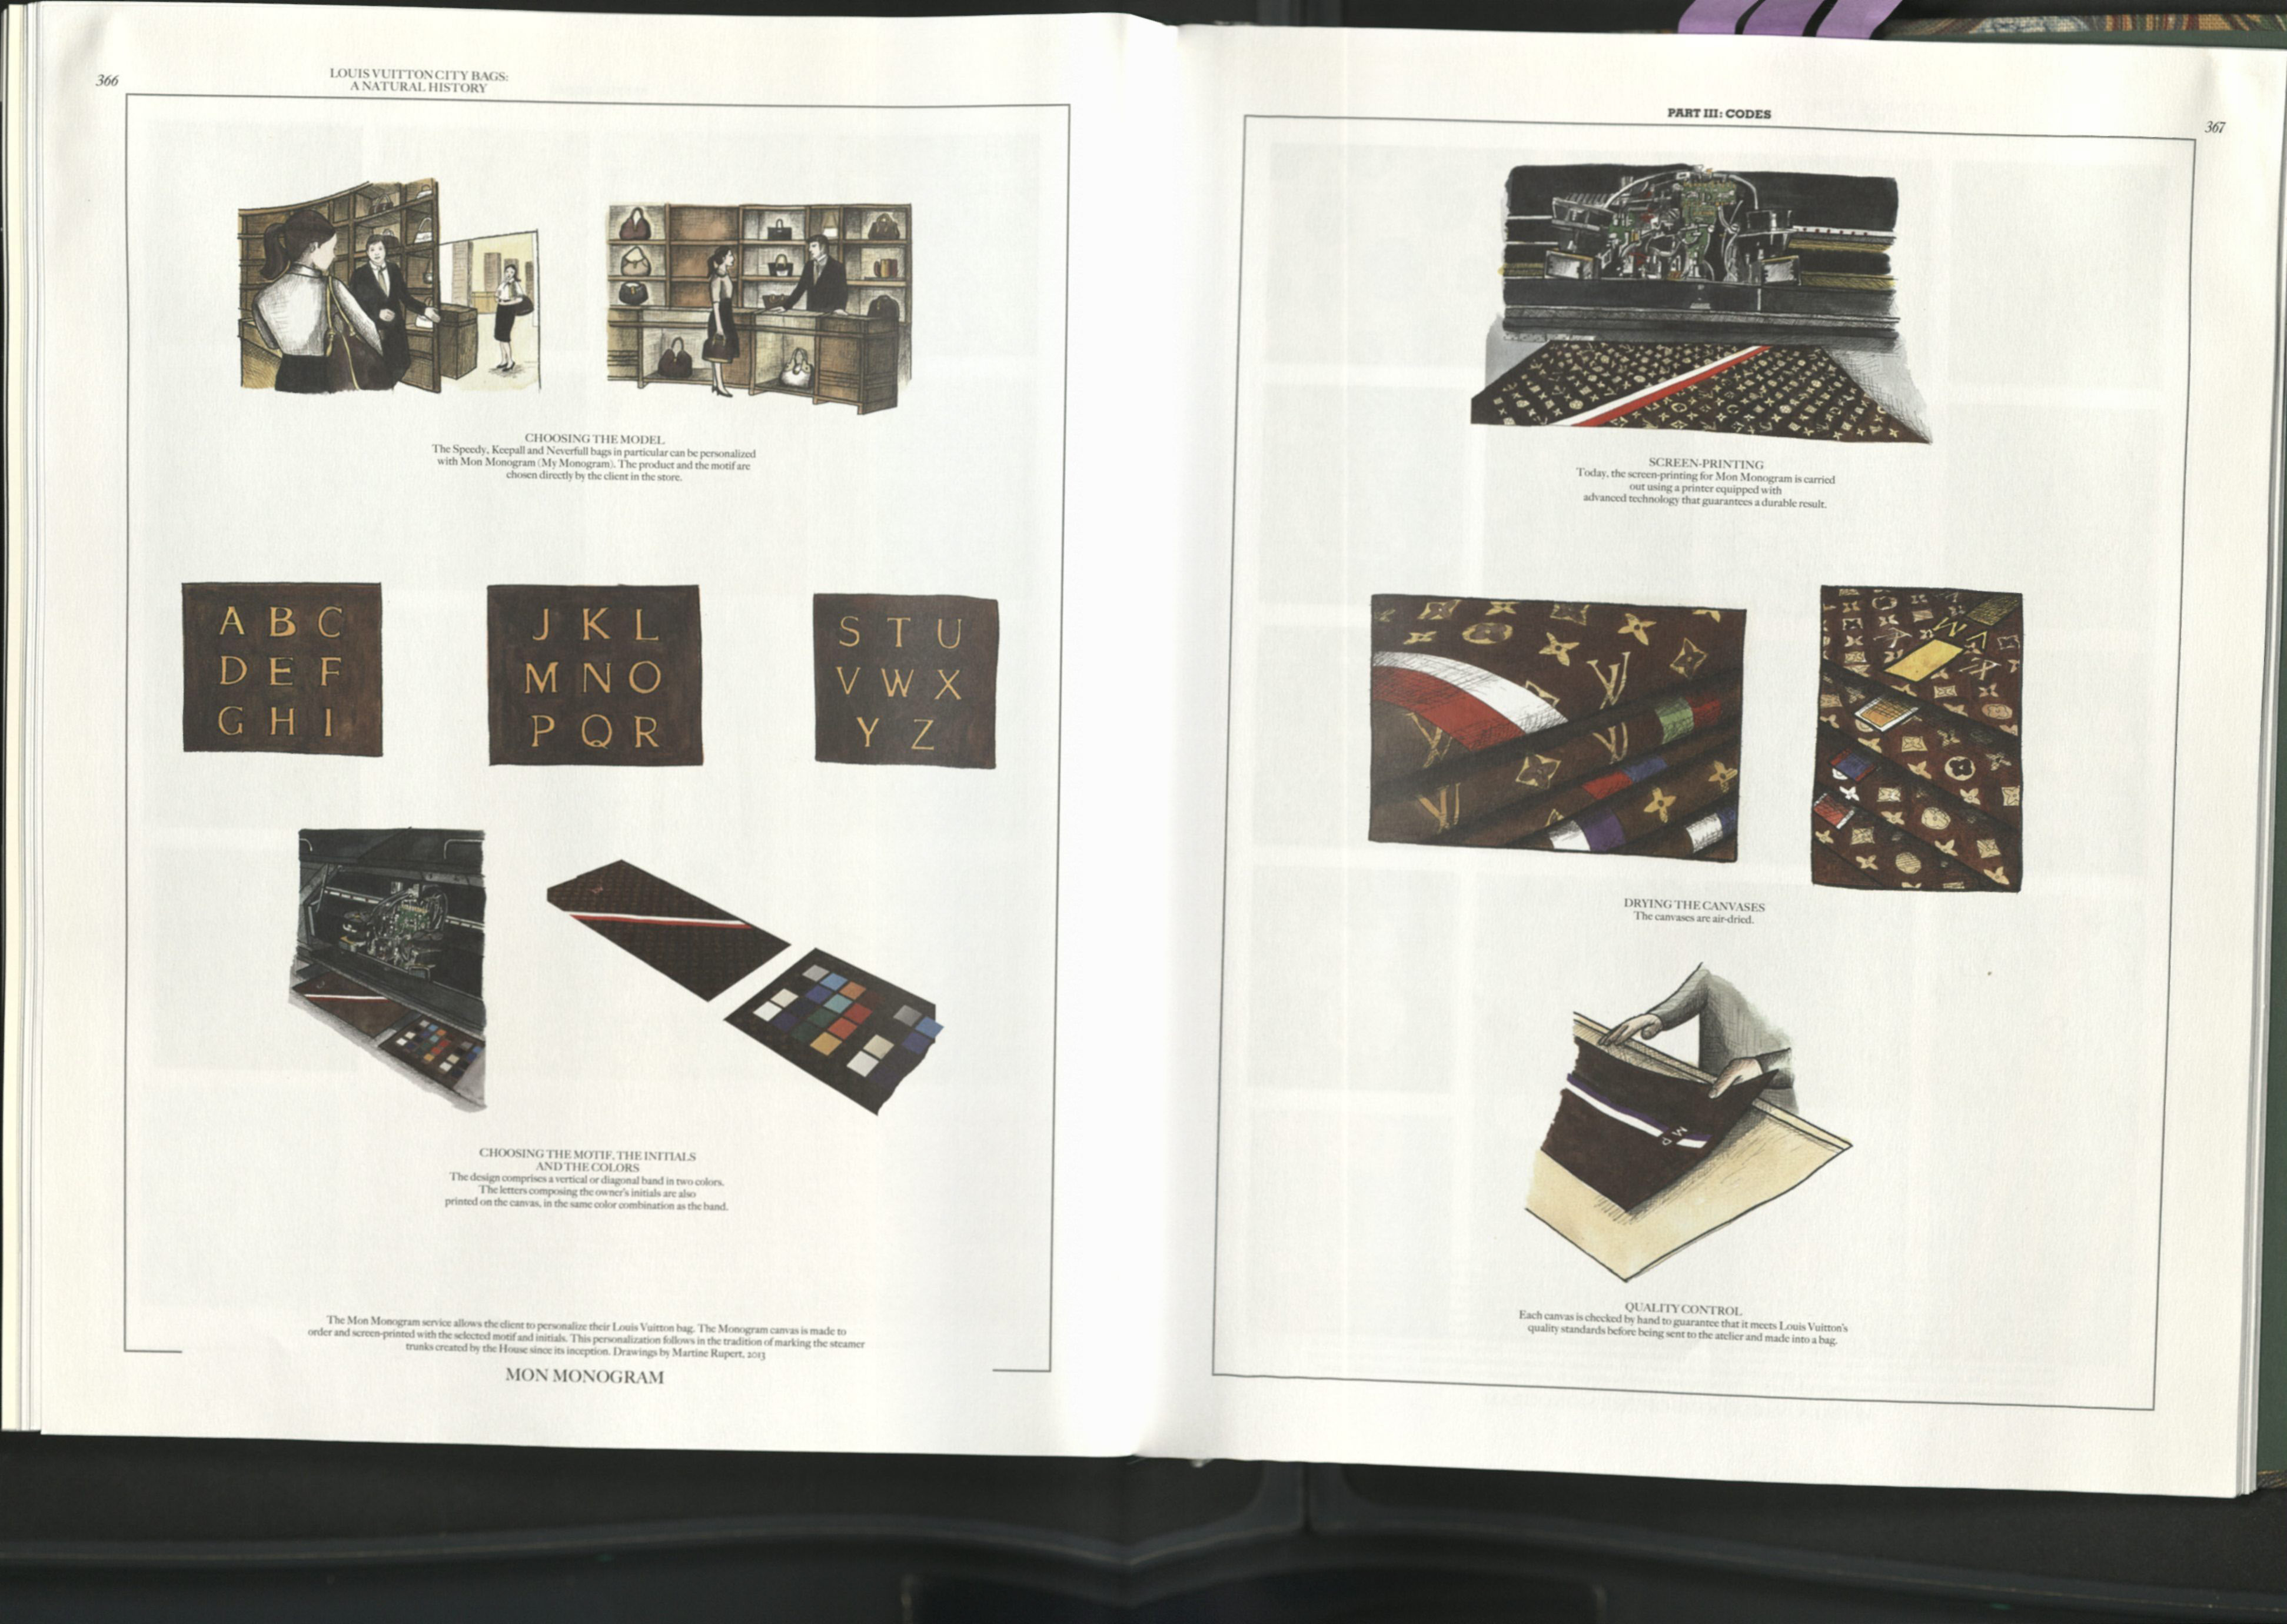 366
LOUIS VUITTON CITY BAGS:
A NATURAL HISTORY
CHOOSING THE MODEL
The Speedy, Keepall and Neverfull bags in particular can be personalized
with Mon Monogram (My Monogram). The product and the motif are
chosen directly by the client in the store.
A B C
D E F
G H I
J K L
M N O
P Q R
S T U
V W X
Y Z
CHOOSING THE MOTIF, THE INITIALS
AND THE COLORS
The design comprises a vertical or diagonal band in two colors.
The letters composing the owner's initials are also
printed on the canvas, in the same color combination as the band.
The Mon Monogram service allows the client to personalize their Louis Vuitton bag. The Monogram canvas is made to
order and screen-printed with the selected motif and initials. This personalization follows in the tradition of marking the steamer
trunks created by the House since its inception. Drawings by Martine Rupert, 2013
MON MONOGRAM
PART III: CODES
367
SCREEN-PRINTING
Today, the screen-printing for Mon Monogram is carried
out using a printer equipped with
advanced technology that guarantees a durable result.
LV
LV
LV
LV
DRYING THE CANVASES
The canvases are air-dried.
MP
QUALITY CONTROL
Each canvas is checked by hand to guarantee that it meets Louis Vuitton's
quality standards before being sent to the atelier and made into a bag.